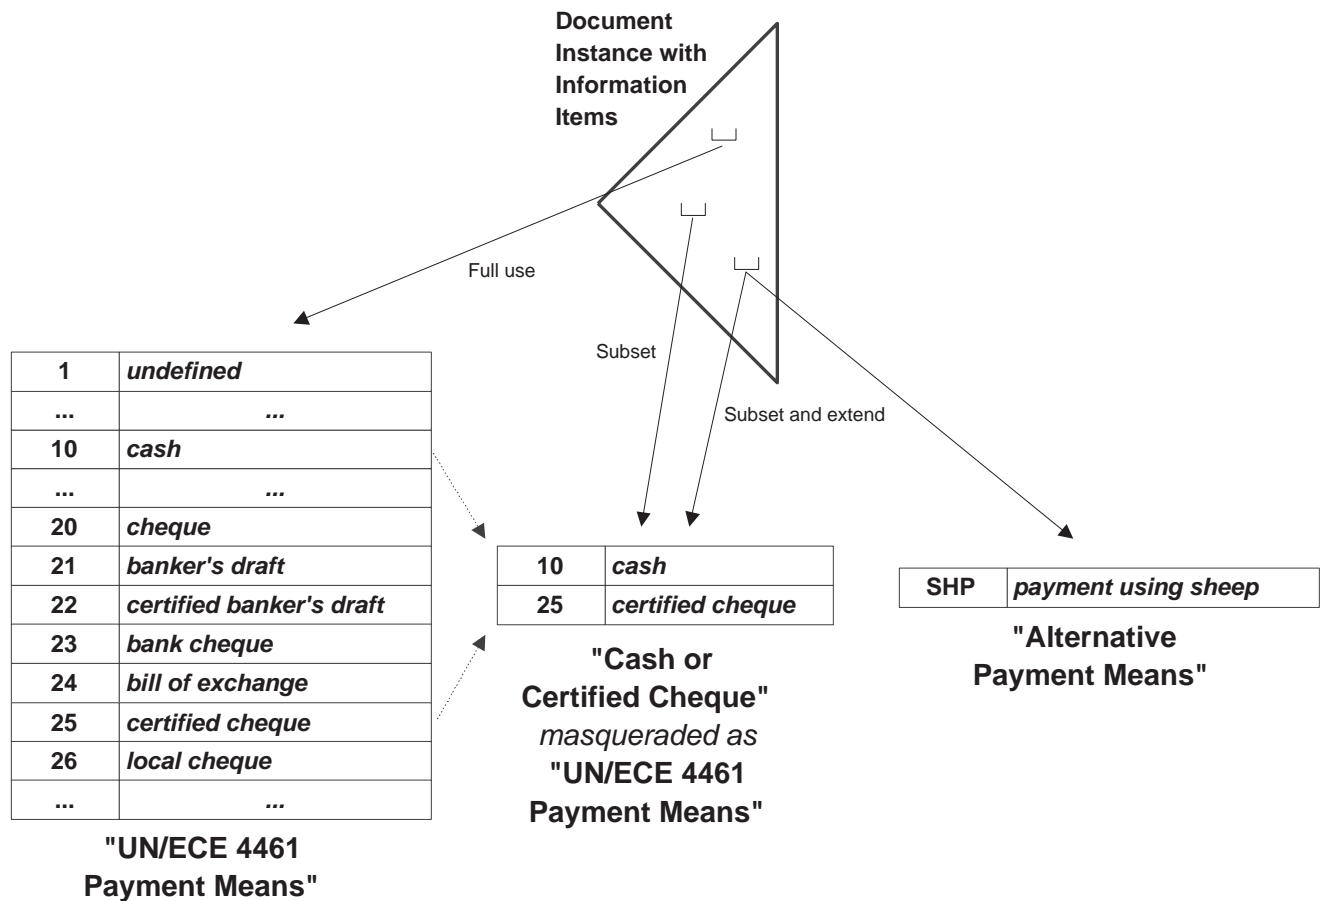 Document
Instance with
Information
Items
Full use
Subset
Subset and extend
1 undefined
... ...
10 cash
... ...
20 cheque
21 banker's draft
22 certified banker's draft
23 bank cheque
24 bill of exchange
25 certified cheque
26 local cheque
... ...
"UN/ECE 4461
Payment Means"
10 cash
25 certified cheque
"Cash or
Certified Cheque"
masqueraded as
"UN/ECE 4461
Payment Means"
SHP payment using sheep
"Alternative
Payment Means"